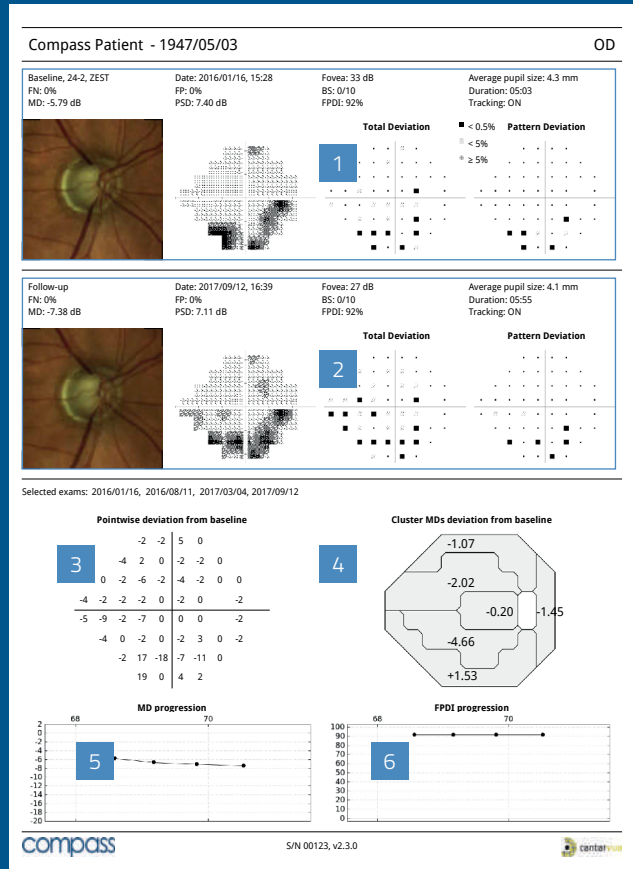 Compass Patient - 1947/05/03 OD
Baseline, 24-2, ZEST Date: 2016/01/16, 15:28 Fovea: 33 dB Average pupil size: 4.3 mm
FN: 0% FP: 0% BS: 0/10 Duration: 05:03
MD: -5.79 dB PSD: 7.40 dB FPDI: 92% Tracking: ON
Total Deviation < 0.5% Pattern Deviation
< 5%
≥ 5%
1
Follow-up Date: 2017/09/12, 16:39 Fovea: 27 dB Average pupil size: 4.1 mm
FN: 0% FP: 0% BS: 0/10 Duration: 05:55
MD: -7.38 dB PSD: 7.11 dB FPDI: 92% Tracking: ON
Total Deviation Pattern Deviation
2
Selected exams: 2016/01/16, 2016/08/11, 2017/03/04, 2017/09/12
Pointwise deviation from baseline
3
-2 -2 5 0
-4 2 0 -2 -2 0
0 -2 -6 -2 -4 -2 0 0
-4 -2 -2 -2 0 -2 0 -2
-5 -9 -2 -7 0 0 0 -2
-4 0 -2 0 -2 3 0 -2
-2 17 -18 -7 -11 0
19 0 4 2
Cluster MDs deviation from baseline
4
-1.07
-2.02
-0.20 -1.45
-4.66
+1.53
MD progression
68 70
2
0
-2
-4
-6
-8
-10
-12
-14
-16
-18
-20
5
FPDI progression
68 70
100
90
80
70
60
50
40
30
20
10
0
6
compass S/N 00123, v2.3.0 centervue